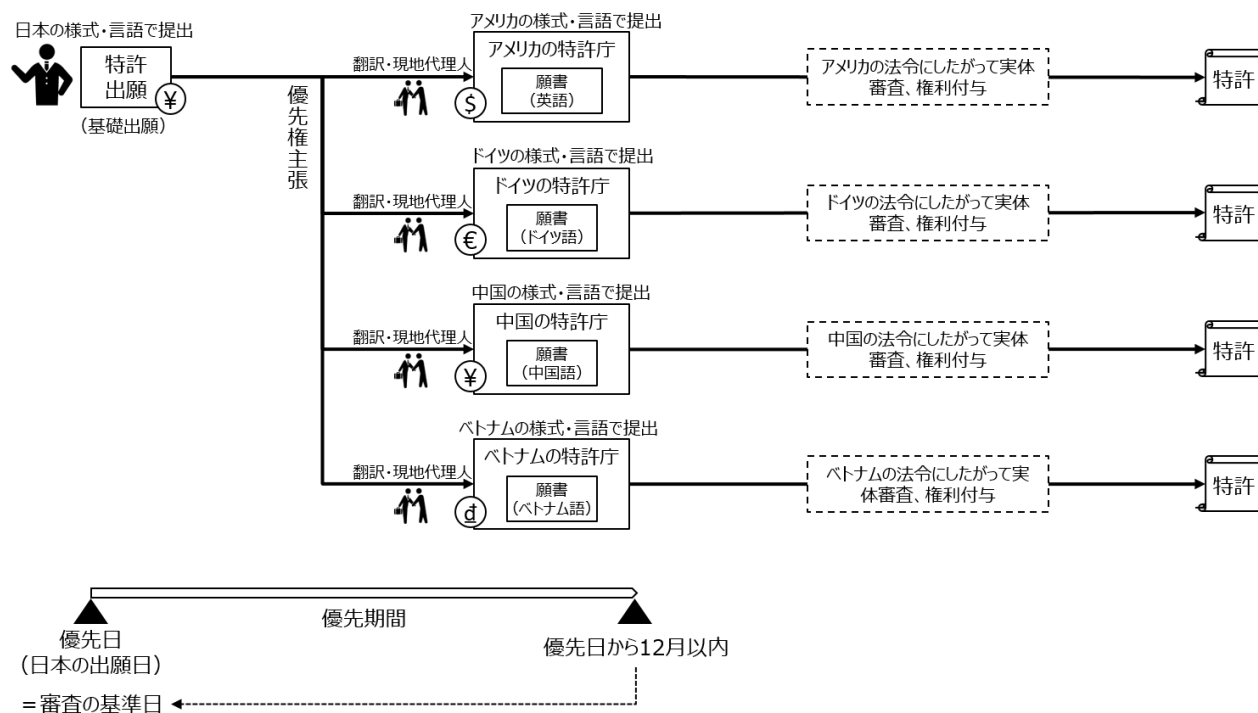 日本の様式・言語で提出
特許
出願
¥
(基礎出願)
優先権主張
アメリカの様式・言語で提出
翻訳・現地代理人
アメリカの特許庁
願書
(英語)
$
アメリカの法令にしたがって実体
審査、権利付与
特許
ドイツの様式・言語で提出
翻訳・現地代理人
ドイツの特許庁
願書
(ドイツ語)
€
ドイツの法令にしたがって実体
審査、権利付与
特許
中国の様式・言語で提出
翻訳・現地代理人
中国の特許庁
願書
(中国語)
¥
中国の法令にしたがって実体
審査、権利付与
特許
ベトナムの様式・言語で提出
翻訳・現地代理人
ベトナムの特許庁
願書
(ベトナム語)
₫
ベトナムの法令にしたがって実
体審査、権利付与
特許
優先期間
優先日
(日本の出願日)
優先日から12月以内
=審査の基準日